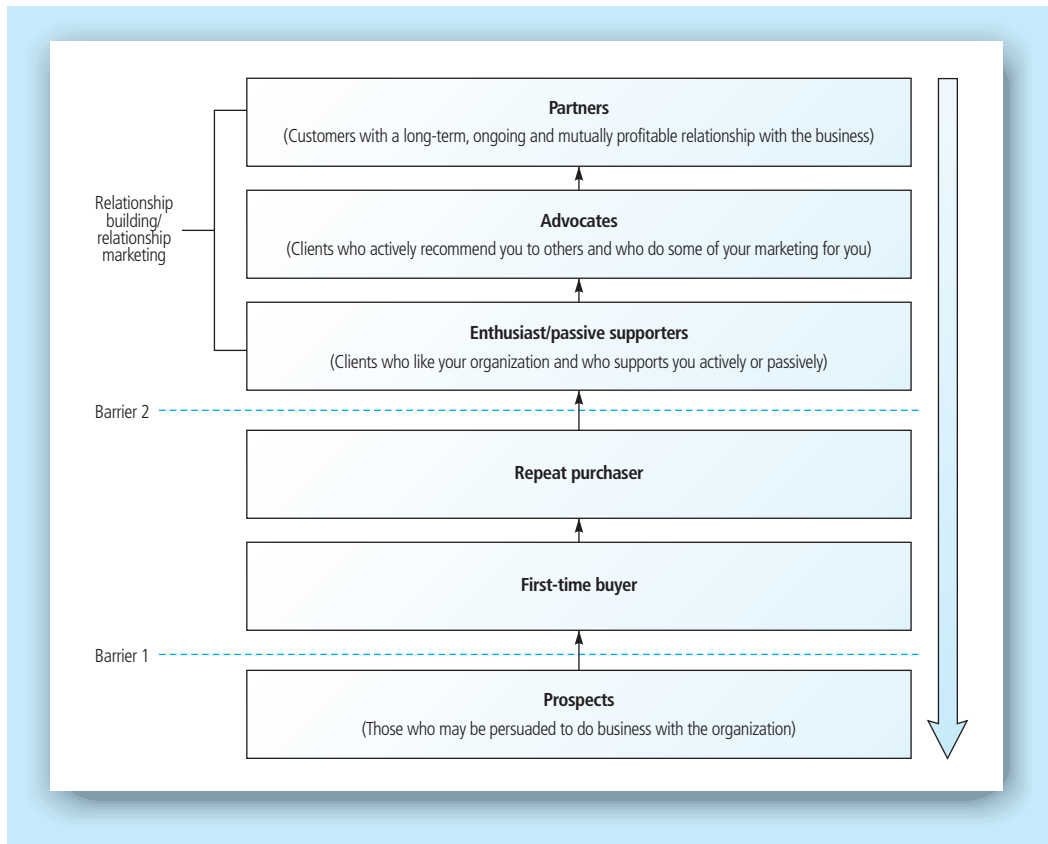 Partners
(Customers with a long-term, ongoing and mutually profitable relationship with the business)
Relationship
building/
relationship
marketing
Advocates
(Clients who actively recommend you to others and who do some of your marketing for you)
Enthusiast/passive supporters
(Clients who like your organization and who supports you actively or passively)
Barrier 2
Repeat purchaser
First-time buyer
Barrier 1
Prospects
(Those who may be persuaded to do business with the organization)